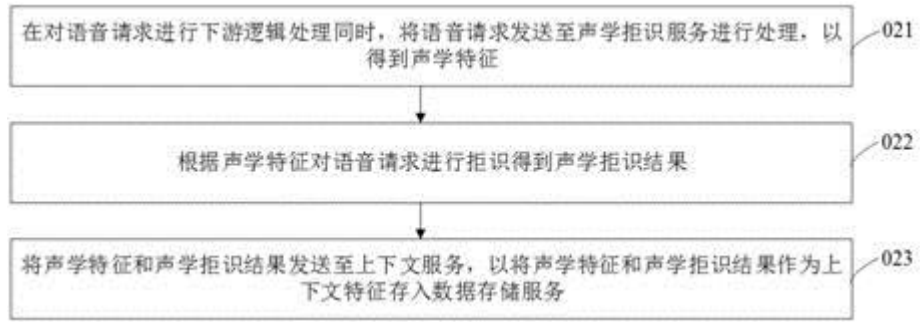 在对语音请求进行下游逻辑处理同时，将语音请求发送至声学拒识服务进行处理，以
得到声学特征
021
根据声学特征对语音请求进行拒识得到声学拒识结果
022
将声学特征和声学拒识结果发送至上下文服务，以将声学特征和声学拒识结果作为上
下文特征存入数据存储服务
023